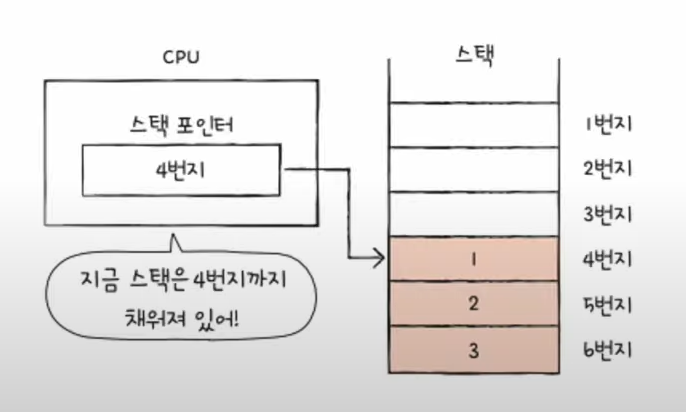 CPU
스택 포인터
4번지
지금 스택은 4번지까지
채워져 있어!
스택
1번지
2번지
3번지
1
4번지
2
5번지
3
6번지